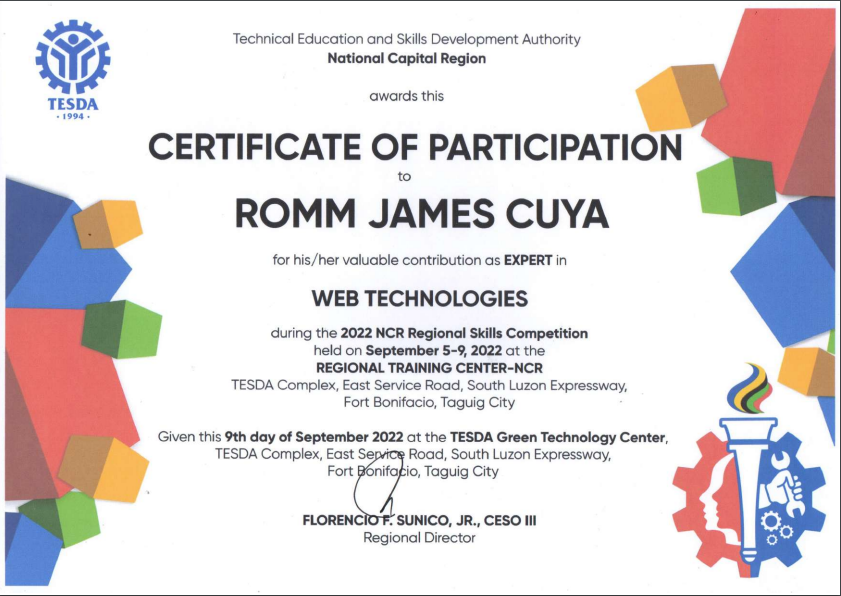 TESDA
• 1994 •
Technical Education and Skills Development Authority
National Capital Region
awards this
CERTIFICATE OF PARTICIPATION
to
ROMM JAMES CUYA
for his/her valuable contribution as EXPERT in
WEB TECHNOLOGIES
during the 2022 NCR Regional Skills Competition
held on September 5-9, 2022 at the
REGIONAL TRAINING CENTER-NCR
TESDA Complex, East Service Road, South Luzon Expressway,
Fort Bonifacio, Taguig City
Given this 9th day of September 2022 at the TESDA Green Technology Center,
TESDA Complex, East Service Road, South Luzon Expressway,
Fort Bonifacio, Taguig City
FLORENCIO F. SUNICO, JR., CESO III
Regional Director